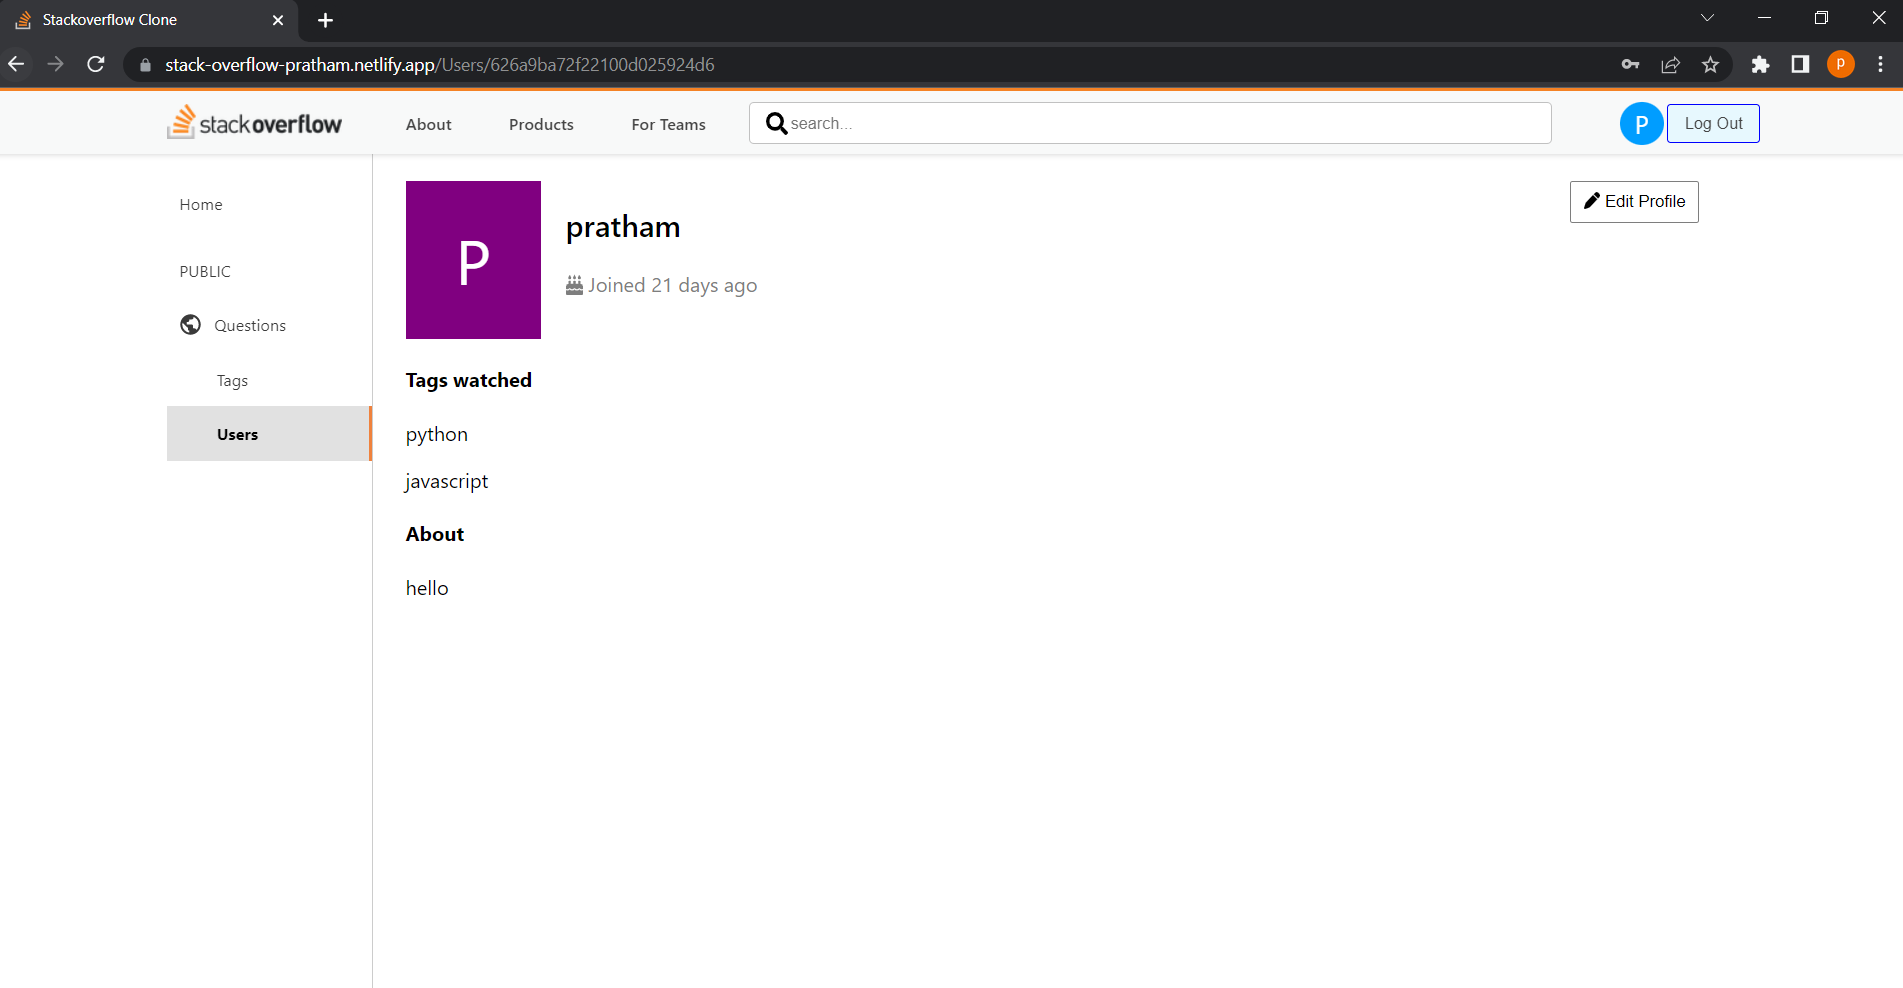 Stackoverflow Clone
stack-overflow-pratham.netlify.app/Users/626a9ba72f22100d025924d6
P
stackoverflow
About
Products
For Teams
search...
P
Log Out
Home
PUBLIC
Questions
Tags
Users
P
pratham
Joined 21 days ago
Edit Profile
Tags watched
python
javascript
About
hello